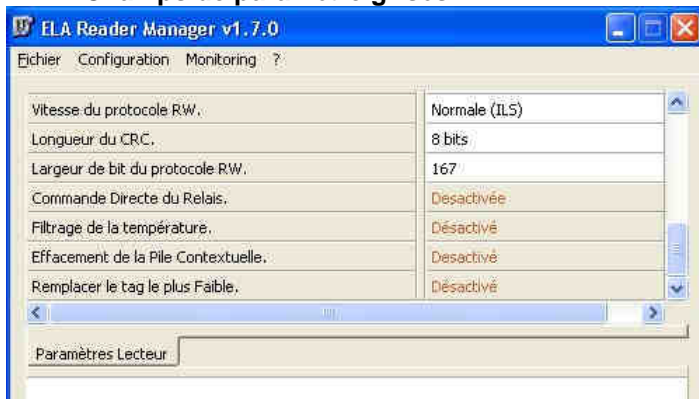 ELA Reader Manager v1.7.0
Fichier Configuration Monitoring ?
Vitesse du protocole RW. Normale (ILS)
Longueur du CRC. 8 bits
Largeur de bit du protocole RW. 167
Commande Directe du Relais. Desactivée
Filtrage de la température. Désactivé
Effacement de la Pile Contextuelle. Desactivé
Remplacer le tag le plus Faible. Désactivé
Paramètres Lecteur